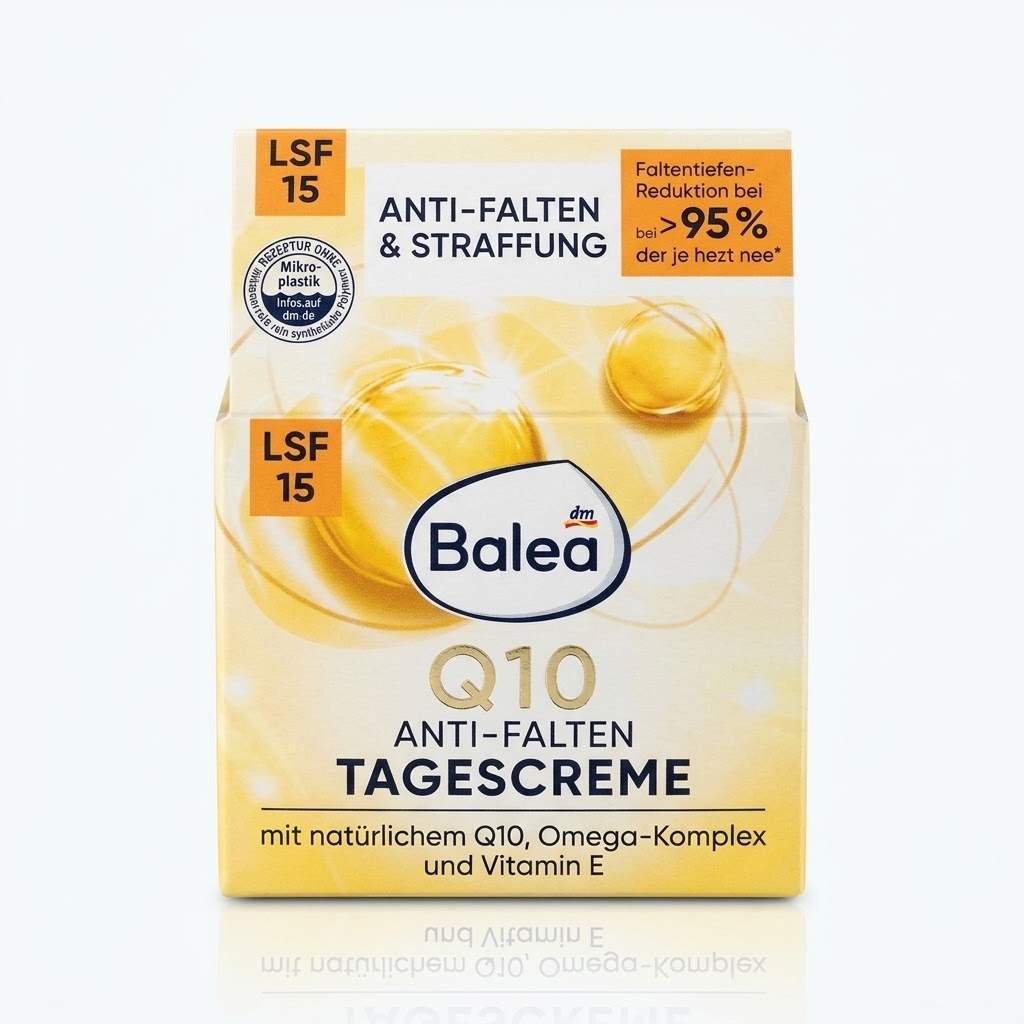 LSF
15
ANTI-FALTEN
& STRAFFUNG
Faltentiefen-
Reduktion bei
bei >95%
der je hezt nee*
REZEPTUR OHNE
Mikro-
plastik
Infos.auf
dm.de
LSF
15
dm
Balea
Q10
ANTI-FALTEN
TAGESCREME
mit natürlichem Q10, Omega-Komplex
und Vitamin E